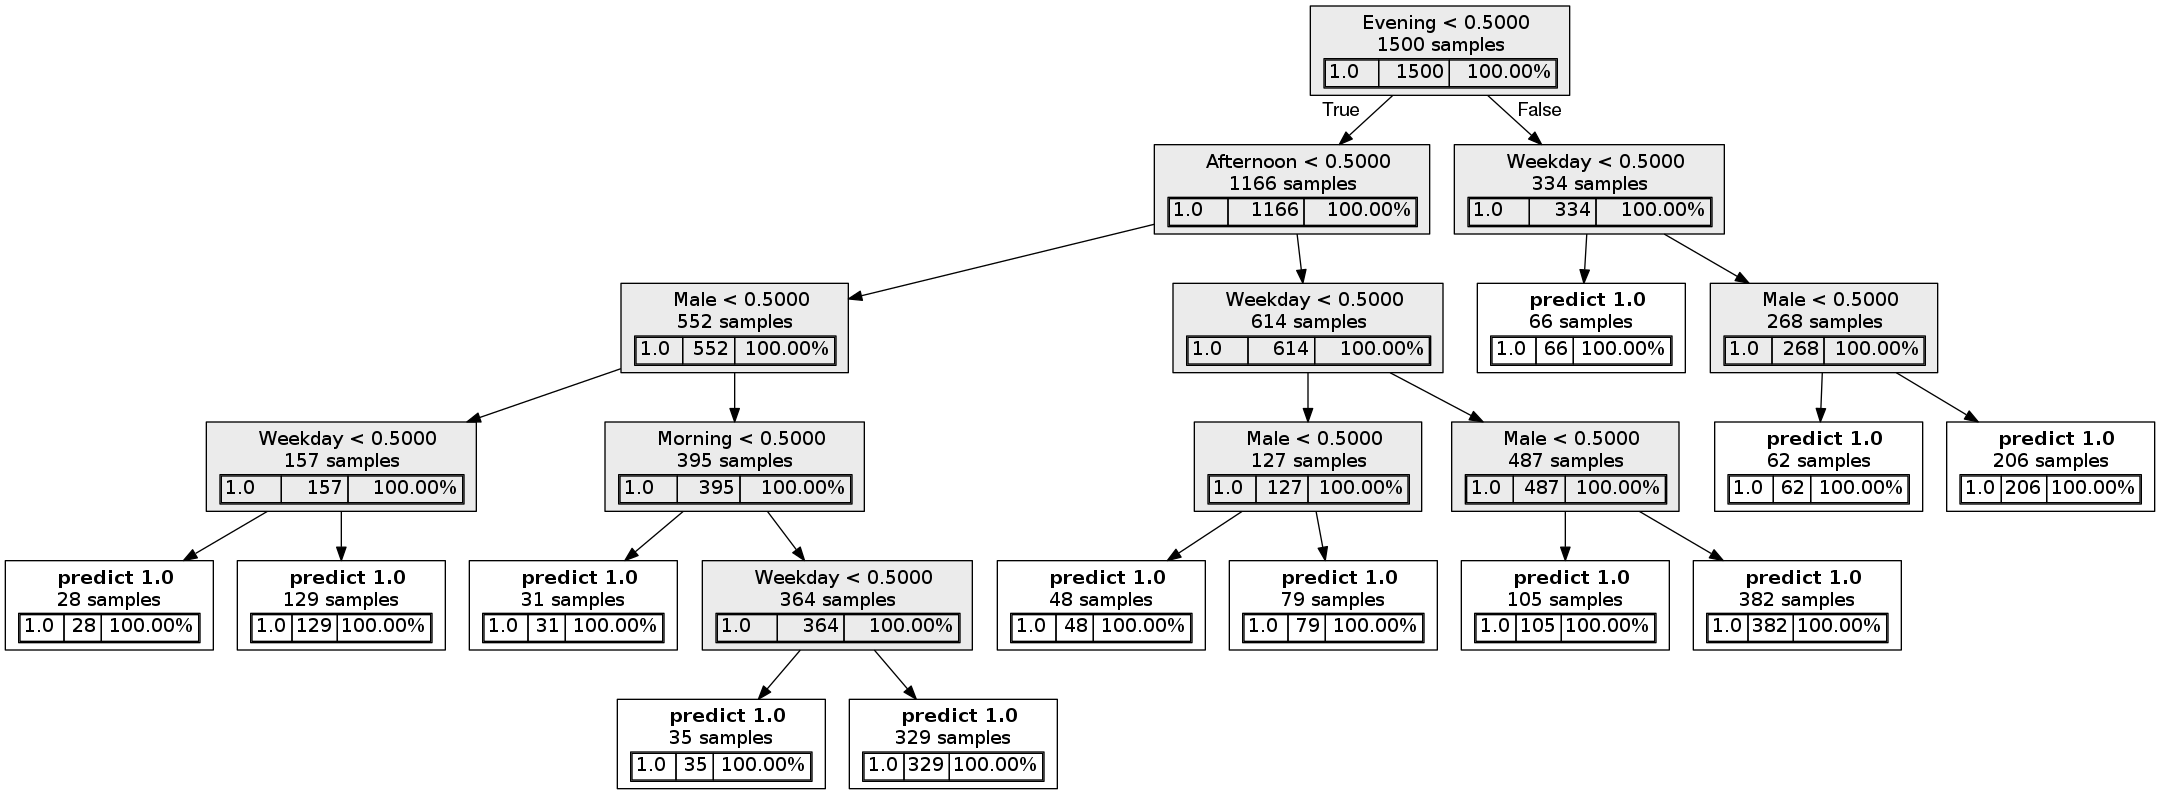 Evening < 0.5000
1500 samples
1.0 1500 100.00%
True False
Afternoon < 0.5000
1166 samples
1.0 1166 100.00%
Weekday < 0.5000
334 samples
1.0 334 100.00%
Male < 0.5000
552 samples
1.0 552 100.00%
Weekday < 0.5000
614 samples
1.0 614 100.00%
predict 1.0
66 samples
1.0 66 100.00%
Male < 0.5000
268 samples
1.0 268 100.00%
Weekday < 0.5000
157 samples
1.0 157 100.00%
Morning < 0.5000
395 samples
1.0 395 100.00%
Male < 0.5000
127 samples
1.0 127 100.00%
Male < 0.5000
487 samples
1.0 487 100.00%
predict 1.0
62 samples
1.0 62 100.00%
predict 1.0
206 samples
1.0 206 100.00%
predict 1.0
28 samples
1.0 28 100.00%
predict 1.0
129 samples
1.0 129 100.00%
predict 1.0
31 samples
1.0 31 100.00%
Weekday < 0.5000
364 samples
1.0 364 100.00%
predict 1.0
48 samples
1.0 48 100.00%
predict 1.0
79 samples
1.0 79 100.00%
predict 1.0
105 samples
1.0 105 100.00%
predict 1.0
382 samples
1.0 382 100.00%
predict 1.0
35 samples
1.0 35 100.00%
predict 1.0
329 samples
1.0 329 100.00%